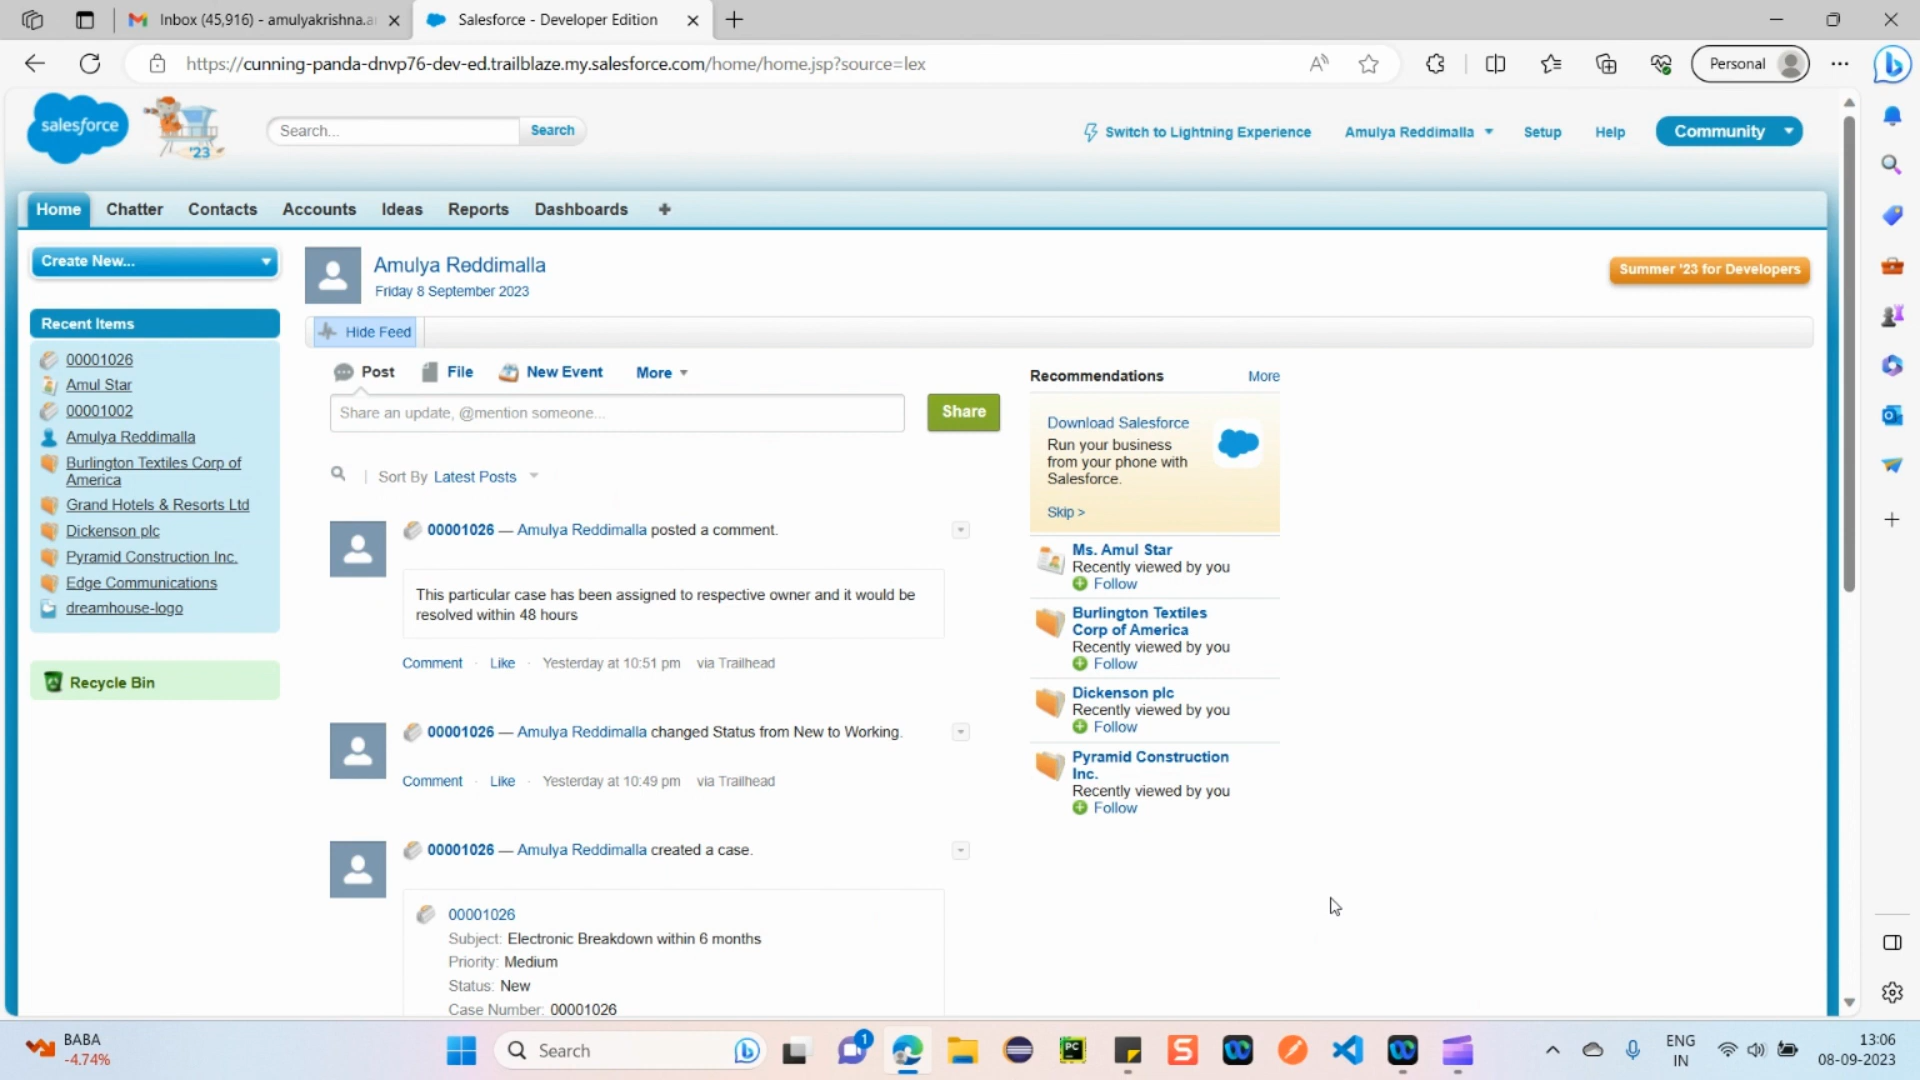 Inbox (45,916) - amulyakrishna.a
Salesforce - Developer Edition
https://cunning-panda-dnvp76-dev-ed.trailblaze.my.salesforce.com/home/home.jsp?source=lex
Personal
salesforce
'23
Search...
Search
Switch to Lightning Experience
Amulya Reddimalla
Setup
Help
Community
Home
Chatter
Contacts
Accounts
Ideas
Reports
Dashboards
Create New...
Amulya Reddimalla
Friday 8 September 2023
Summer '23 for Developers
Recent Items
00001026
Amul Star
00001002
Amulya Reddimalla
Burlington Textiles Corp of
America
Grand Hotels & Resorts Ltd
Dickenson plc
Pyramid Construction Inc.
Edge Communications
dreamhouse-logo
Recycle Bin
Hide Feed
Post
File
New Event
More
Share an update, @mention someone...
Share
Sort By Latest Posts
00001026 — Amulya Reddimalla posted a comment.
This particular case has been assigned to respective owner and it would be
resolved within 48 hours
Comment · Like · Yesterday at 10:51 pm via Trailhead
00001026 — Amulya Reddimalla changed Status from New to Working.
Comment · Like · Yesterday at 10:49 pm via Trailhead
00001026 — Amulya Reddimalla created a case.
00001026
Subject: Electronic Breakdown within 6 months
Priority: Medium
Status: New
Case Number: 00001026
Recommendations
More
Download Salesforce
Run your business
from your phone with
Salesforce.
Skip >
Ms. Amul Star
Recently viewed by you
Follow
Burlington Textiles
Corp of America
Recently viewed by you
Follow
Dickenson plc
Recently viewed by you
Follow
Pyramid Construction
Inc.
Recently viewed by you
Follow
BABA
-4.74%
Search
1
PC
S
ENG
IN
13:06
08-09-2023